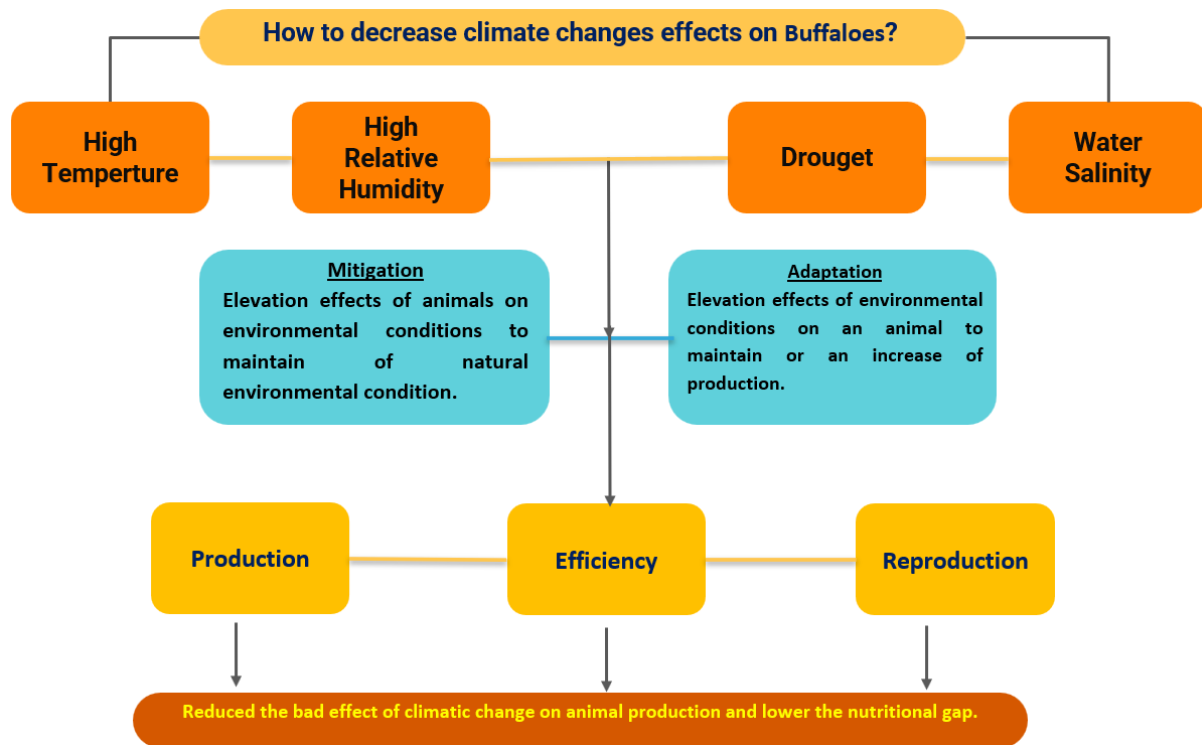 How to decrease climate changes effects on Buffaloes?
High
Temperture
High
Relative
Humidity
Drouget
Water
Salinity
Mitigation
Elevation effects of animals on
environmental conditions to
maintain of natural
environmental condition.
Adaptation
Elevation effects of environmental
conditions on an animal to
maintain or an increase of
production.
Production
Efficiency
Reproduction
Reduced the bad effect of climatic change on animal production and lower the nutritional gap.